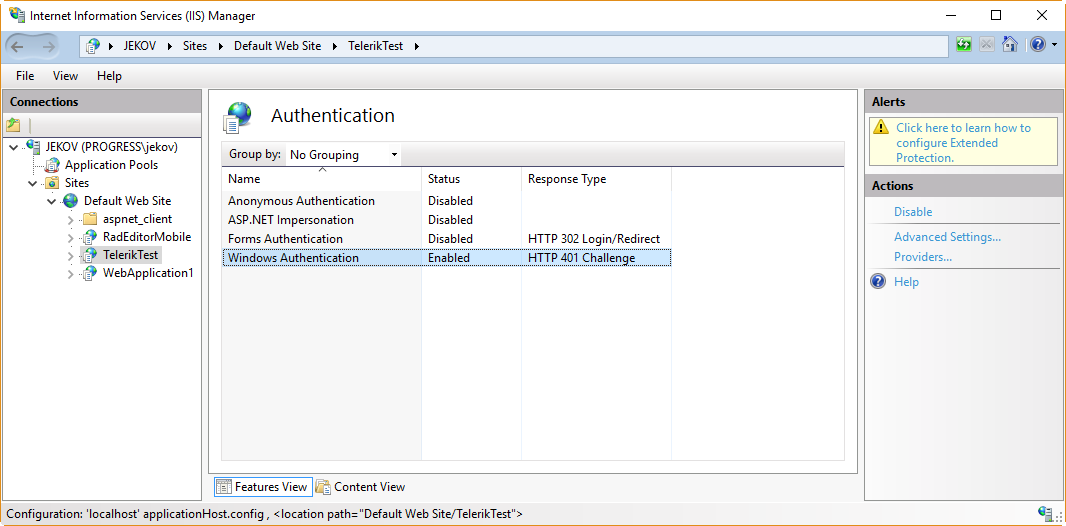 Internet Information Services (IIS) Manager
JEKOV Sites Default Web Site TelerikTest
File View Help
Connections
JEKOV (PROGRESS\jekov)
Application Pools
Sites
Default Web Site
aspnet_client
RadEditorMobile
TelerikTest
WebApplication1
Authentication
Group by: No Grouping
Name Status Response Type
Anonymous Authentication Disabled
ASP.NET Impersonation Disabled
Forms Authentication Disabled HTTP 302 Login/Redirect
Windows Authentication Enabled HTTP 401 Challenge
Features View Content View
Alerts
Click here to learn how to
configure Extended
Protection.
Actions
Disable
Advanced Settings...
Providers...
Help
Configuration: 'localhost' applicationHost.config , <location path="Default Web Site/TelerikTest">